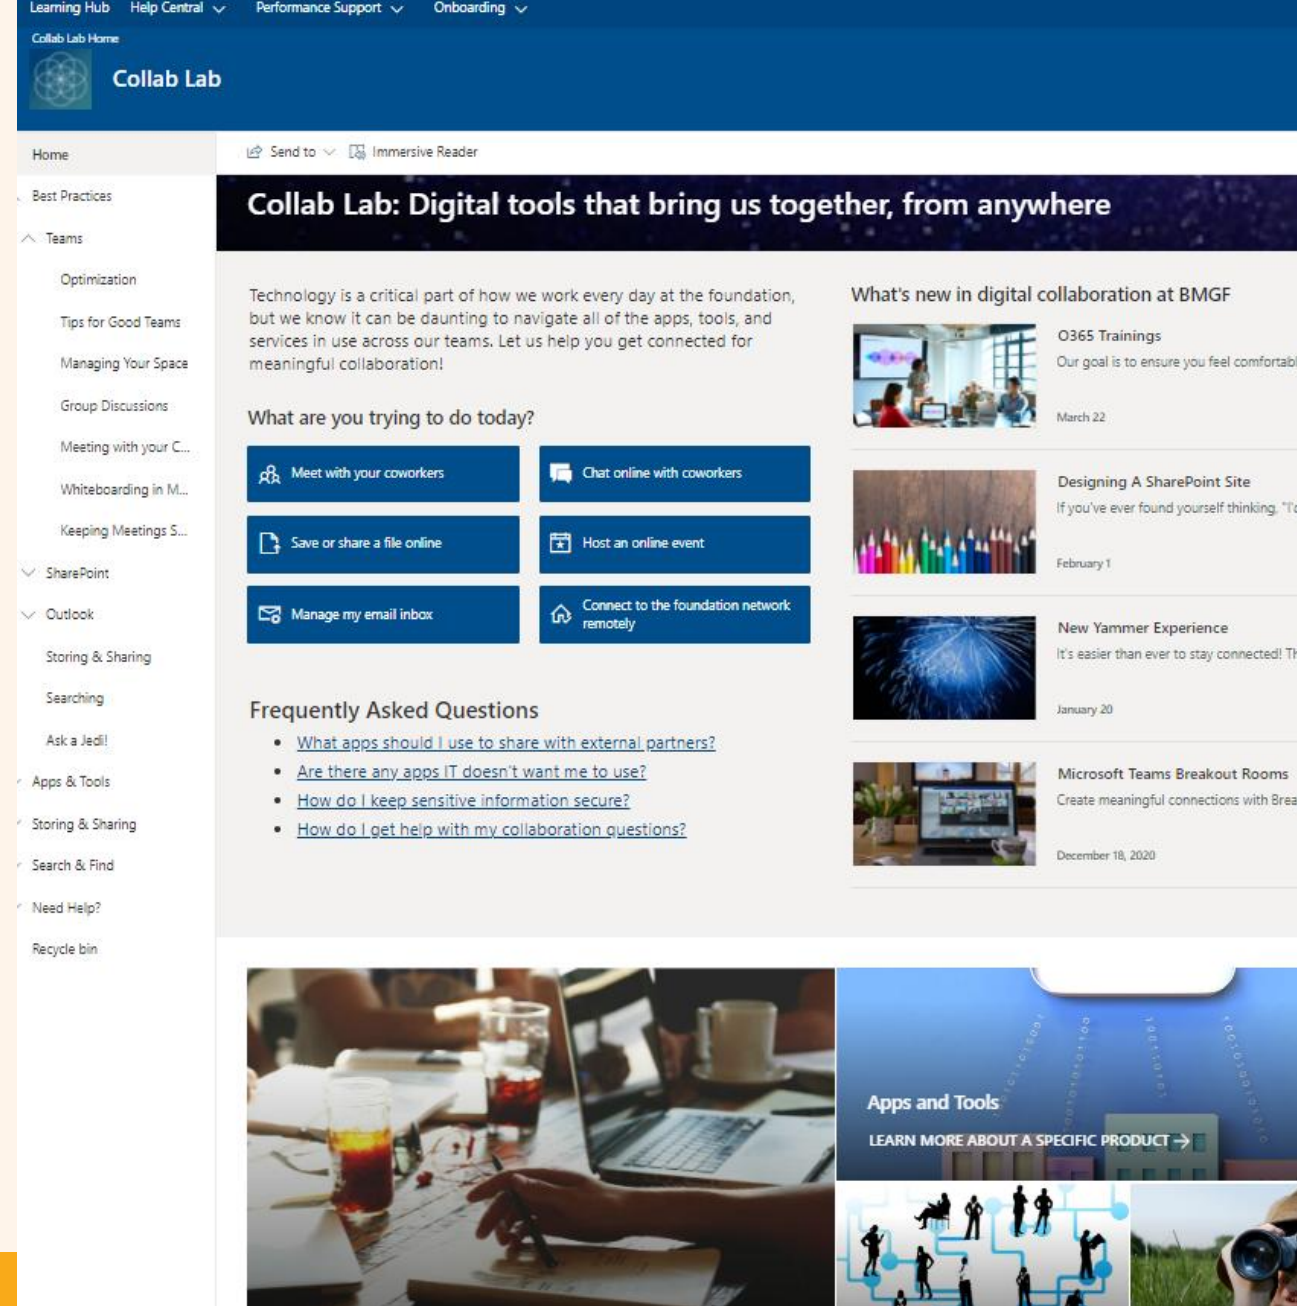 Learning Hub Help Central Performance Support Onboarding
Collab Lab Home
Collab Lab
Home
Best Practices
Teams
Optimization
Tips for Good Teams
Managing Your Space
Group Discussions
Meeting with your C...
Whiteboarding in M...
Keeping Meetings S...
SharePoint
Outlook
Storing & Sharing
Searching
Ask a Jedi!
Apps & Tools
Storing & Sharing
Search & Find
Need Help?
Recycle bin
Send to Immersive Reader
Collab Lab: Digital tools that bring us together, from anywhere
Technology is a critical part of how we work every day at the foundation,
but we know it can be daunting to navigate all of the apps, tools, and
services in use across our teams. Let us help you get connected for
meaningful collaboration!
What are you trying to do today?
Meet with your coworkers
Chat online with coworkers
Save or share a file online
Host an online event
Manage my email inbox
Connect to the foundation network
remotely
Frequently Asked Questions
What apps should I use to share with external partners?
Are there any apps IT doesn't want me to use?
How do I keep sensitive information secure?
How do I get help with my collaboration questions?
What's new in digital collaboration at BMGF
O365 Trainings
Our goal is to ensure you feel comfortabl
March 22
Designing A SharePoint Site
If you've ever found yourself thinking, "I'
February 1
New Yammer Experience
It's easier than ever to stay connected! Th
January 20
Microsoft Teams Breakout Rooms
Create meaningful connections with Brea
December 18, 2020
Apps and Tools
LEARN MORE ABOUT A SPECIFIC PRODUCT